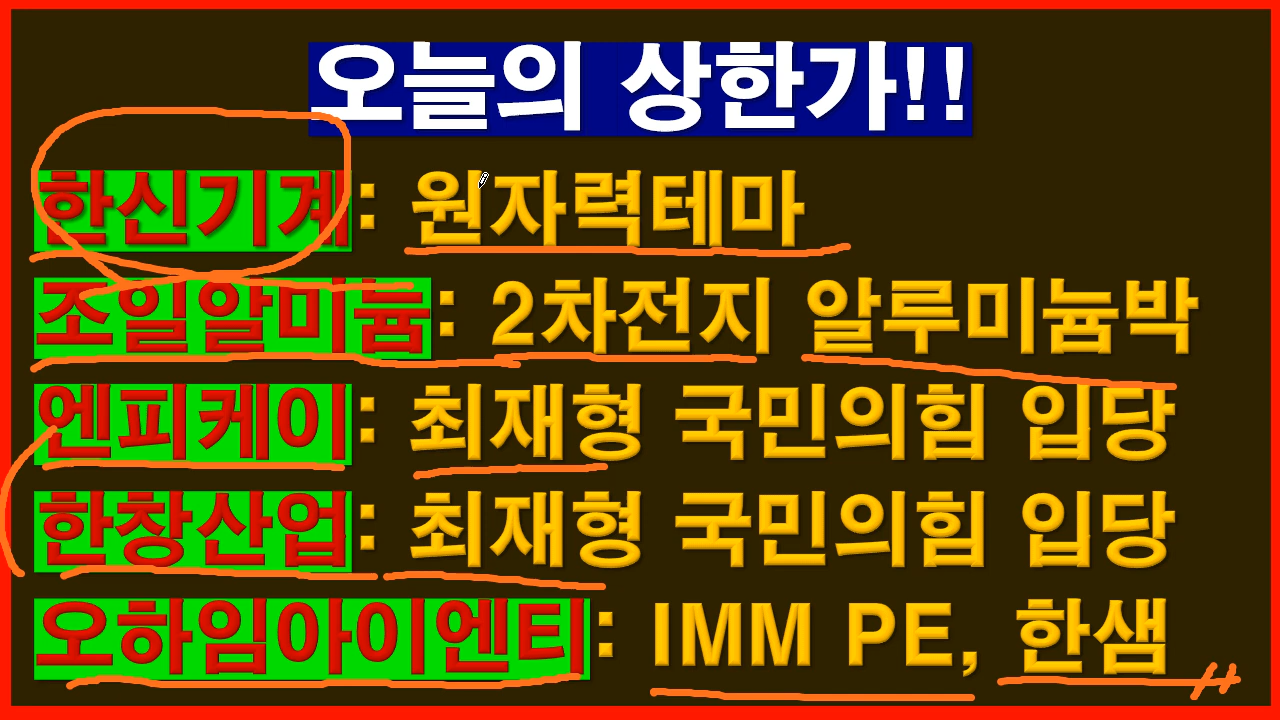 오늘의 상한가!!
한신기계: 원자력테마
조일알미늄: 2차전지 알루미늄박
엔피케이: 최재형 국민의힘 입당
한창산업: 최재형 국민의힘 입당
오하임아이엔티: IMM PE, 한샘